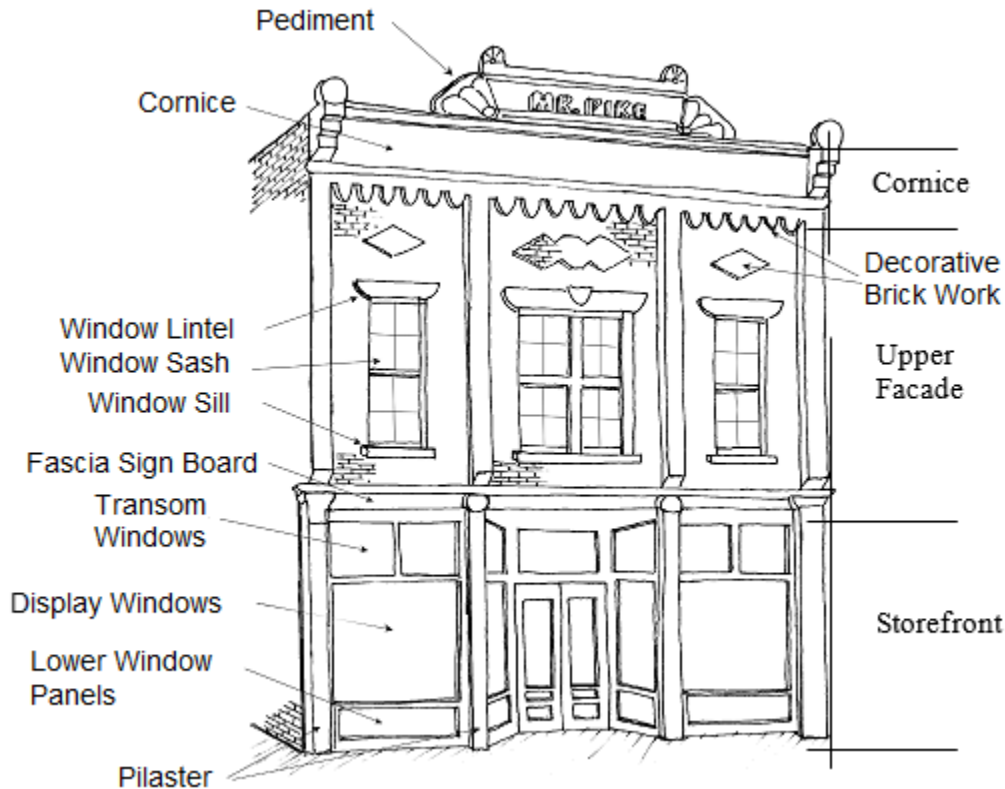 Pediment
Cornice
MR. PIKE
Cornice
Decorative
Brick Work
Window Lintel
Window Sash
Upper
Facade
Window Sill
Fascia Sign Board
Transom
Windows
Display Windows
Storefront
Lower Window
Panels
Pilaster